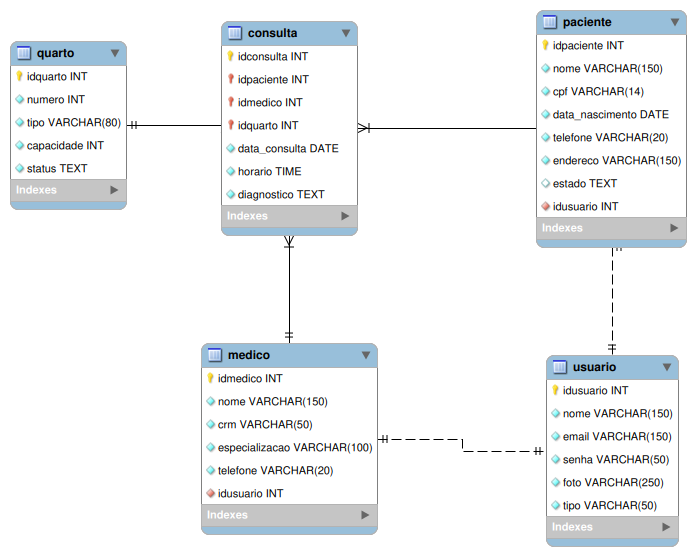 quarto
idquarto INT
numero INT
tipo VARCHAR(80)
capacidade INT
status TEXT
Indexes
consulta
idconsulta INT
idpaciente INT
idmedico INT
idquarto INT
data_consulta DATE
horario TIME
diagnostico TEXT
Indexes
paciente
idpaciente INT
nome VARCHAR(150)
cpf VARCHAR(14)
data_nascimento DATE
telefone VARCHAR(20)
endereco VARCHAR(150)
estado TEXT
idusuario INT
Indexes
medico
idmedico INT
nome VARCHAR(150)
crm VARCHAR(50)
especializacao VARCHAR(100)
telefone VARCHAR(20)
idusuario INT
Indexes
usuario
idusuario INT
nome VARCHAR(150)
email VARCHAR(150)
senha VARCHAR(50)
foto VARCHAR(250)
tipo VARCHAR(50)
Indexes